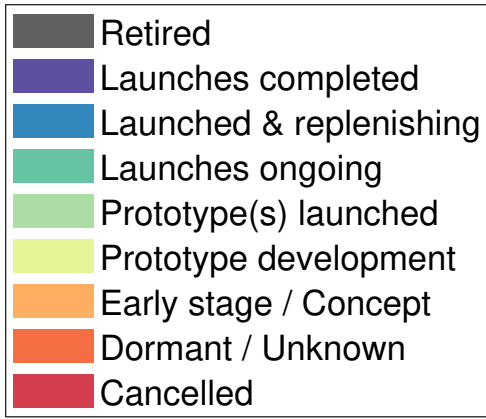 Retired
Launches completed
Launched & replenishing
Launches ongoing
Prototype(s) launched
Prototype development
Early stage / Concept
Dormant / Unknown
Cancelled